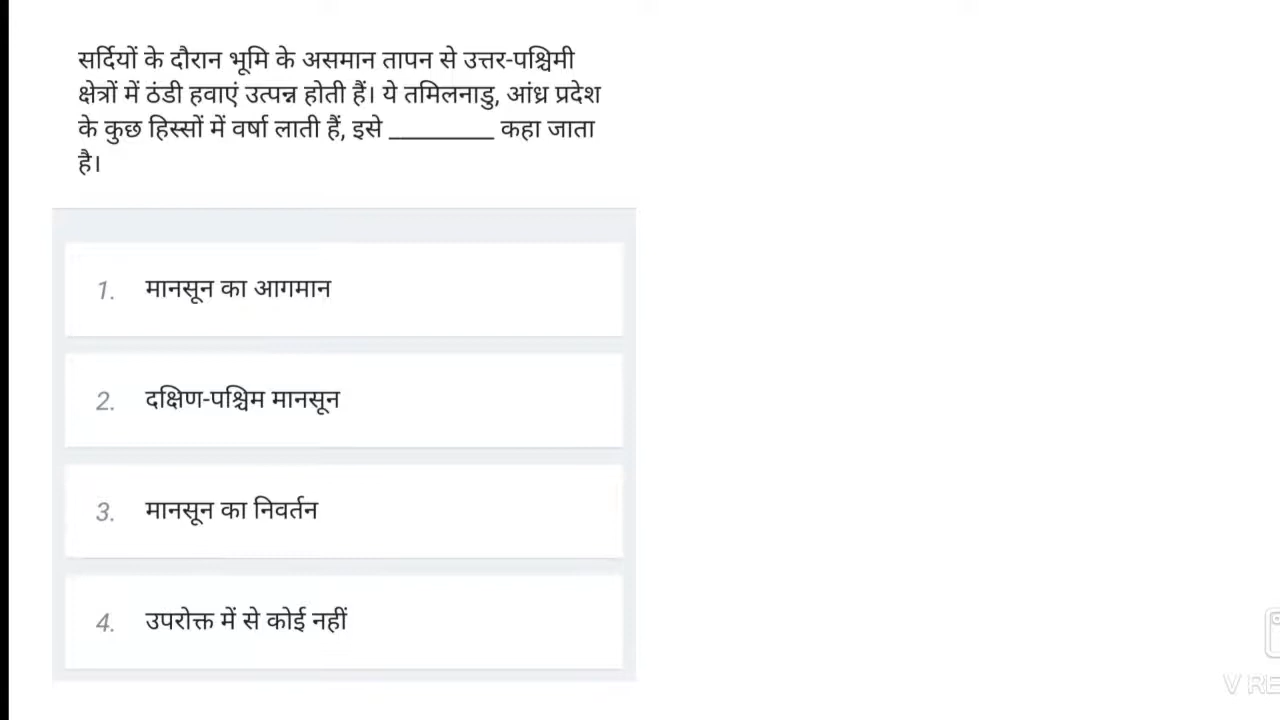 सर्दियों के दौरान भूमि के असमान तापन से उत्तर-पश्चिमी
क्षेत्रों में ठंडी हवाएं उत्पन्न होती हैं। ये तमिलनाडु, आंध्र प्रदेश
के कुछ हिस्सों में वर्षा लाती हैं, इसे _________ कहा जाता
है।
1. मानसून का आगमान
2. दक्षिण-पश्चिम मानसून
3. मानसून का निवर्तन
4. उपरोक्त में से कोई नहीं